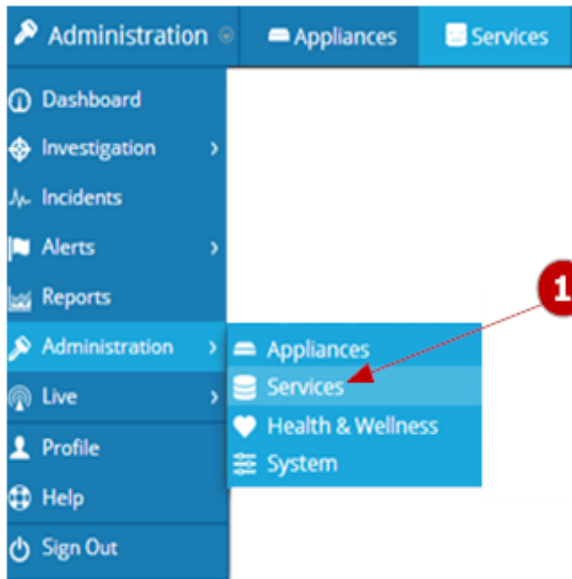 Administration Appliances Services
Dashboard
Investigation
Incidents
Alerts
Reports
Administration
Live
Profile
Help
Sign Out
Appliances
Services
Health & Wellness
System
1